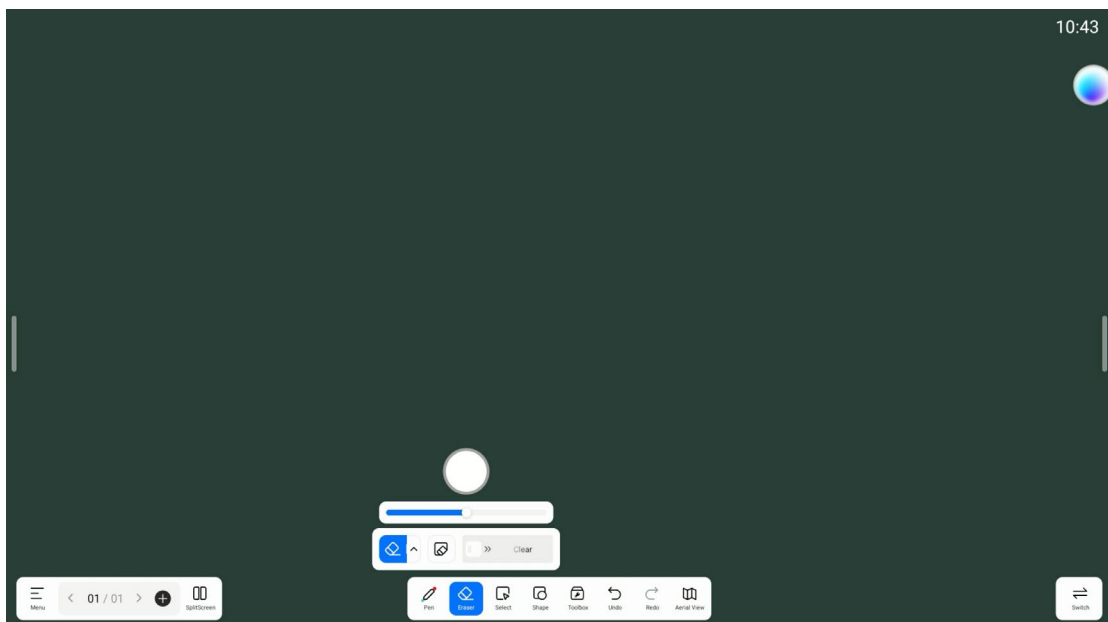 10:43
Clear
Menu
01 / 01
SplitScreen
Pen
Eraser
Select
Shape
Toolbox
Undo
Redo
Aerial View
Switch